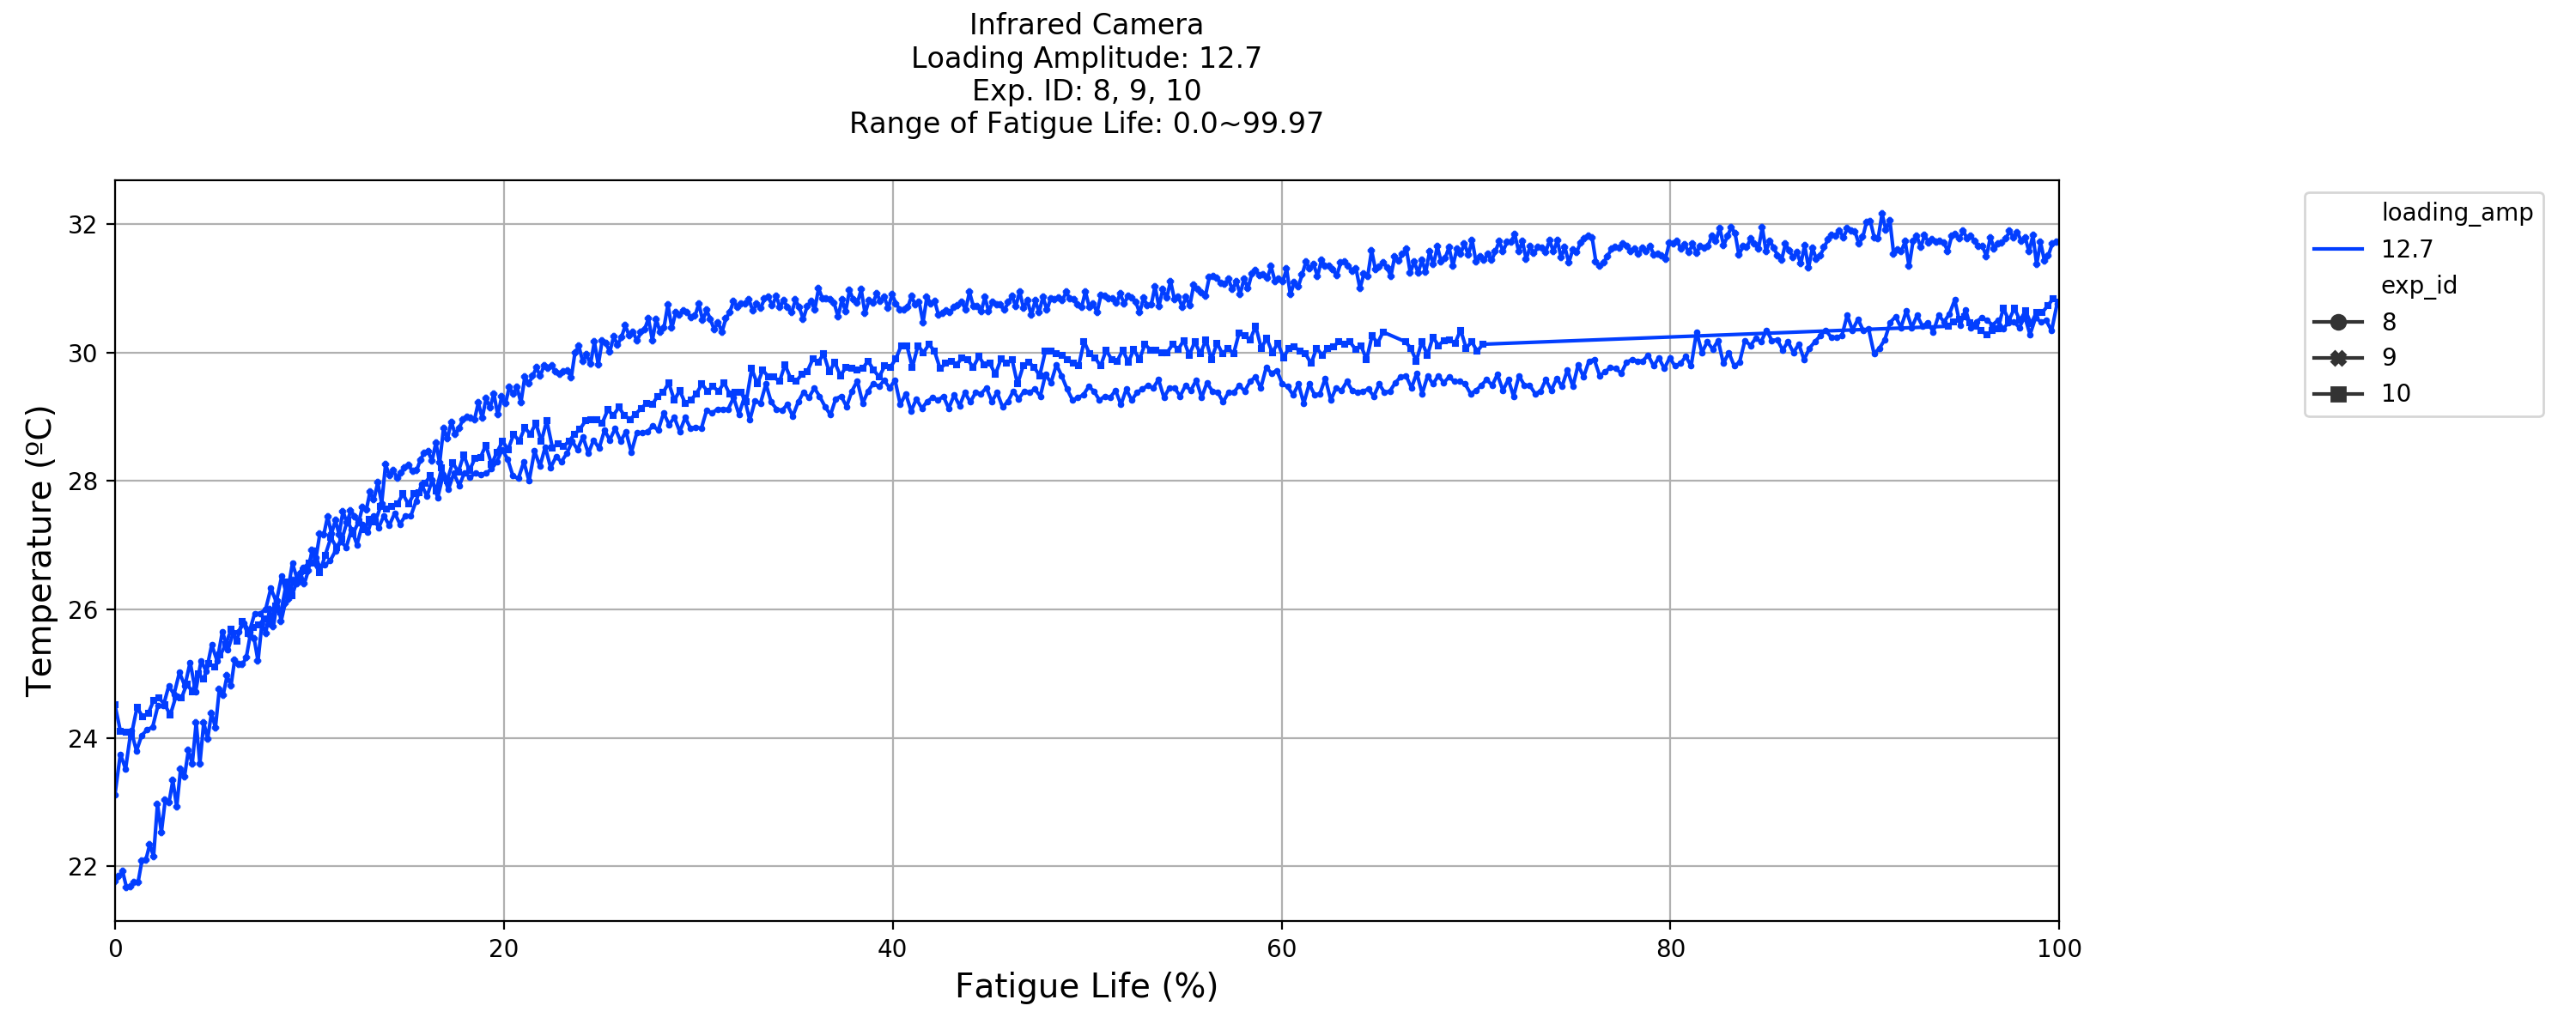 Infrared Camera
Loading Amplitude: 12.7
Exp. ID: 8, 9, 10
Range of Fatigue Life: 0.0~99.97
32
30
28
26
24
22
Temperature (ºC)
0 20 40 60 80 100
Fatigue Life (%)
loading_amp
12.7
exp_id
8
9
10